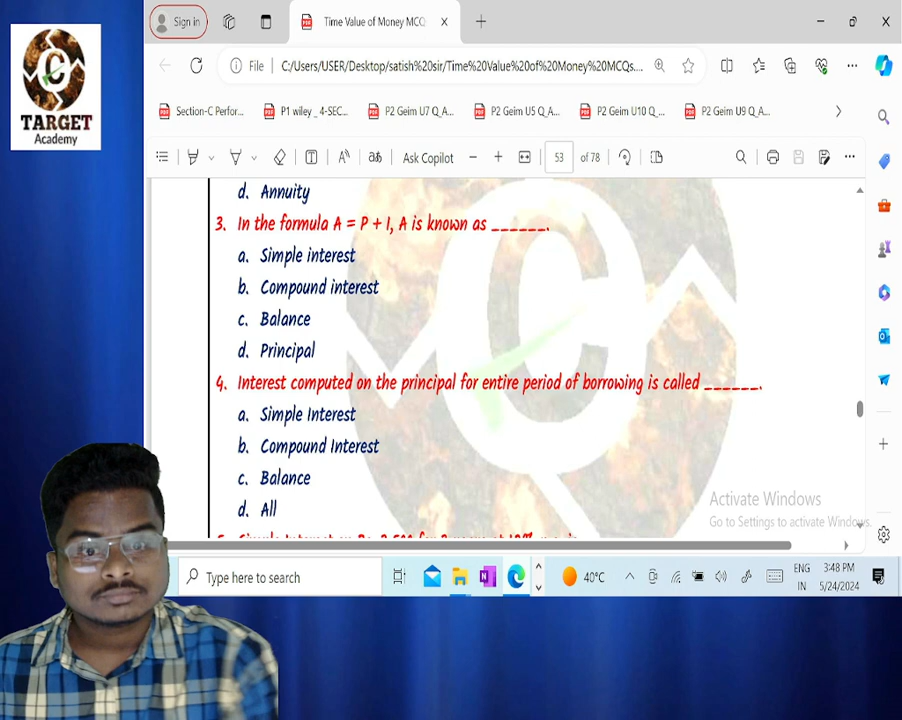 Sign in
Time Value of Money MCQ
File C:/Users/USER/Desktop/satish%20sir/Time%20Value%20of%20Money%20MCQs...
TARGET
Academy
Section-C Perfor...
P1 wiley _ 4-SEC...
P2 Geim U7 Q_A...
P2 Geim U5 Q_A...
P2 Geim U10 Q_...
P2 Geim U9 Q_A...
Ask Copilot
53 of 78
d. Annuity
3. In the formula A = P + I, A is known as ______.
a. Simple interest
b. Compound interest
c. Balance
d. Principal
4. Interest computed on the principal for entire period of borrowing is called ______.
a. Simple Interest
b. Compound Interest
c. Balance
d. All
Activate Windows
Go to Settings to activate Windows.
Type here to search
40°C
ENG
IN
3:48 PM
5/24/2024